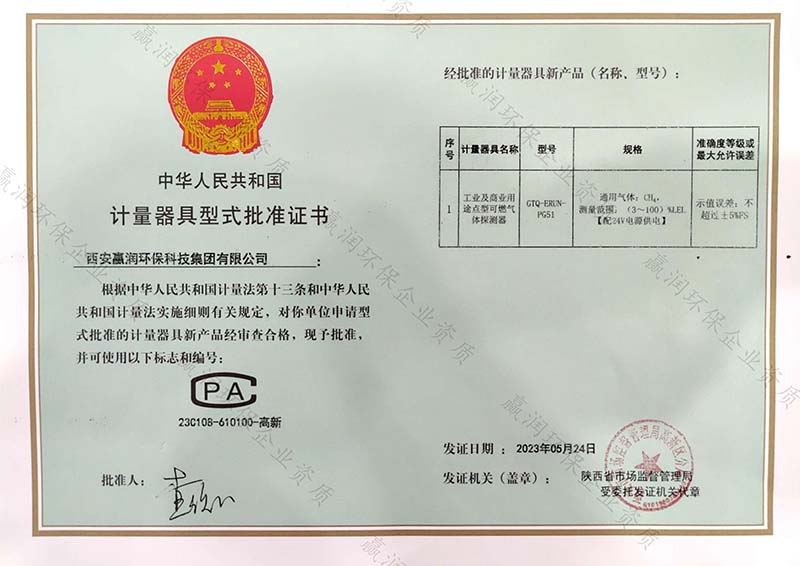 中华人民共和国
计量器具型式批准证书
西安赢润环保科技集团有限公司：
根据中华人民共和国计量法第十三条和中华人民
共和国计量法实施细则有关规定，对你单位申请型
式批准的计量器具新产品经审查合格，现予批准，
并可使用以下标志和编号：
CPA
23C108-610100-高新
批准人：
经批准的计量器具新产品（名称、型号）：
序号 计量器具名称 型号 规格 准确度等级或最大允许误差
1 工业及商业用途点型可燃气体探测器 GTQ-ERUN-PG51 通用气体：CH₄，测量范围：（3～100）%LEL【配24V电源供电】 示值误差：不超过±5%FS
发证日期：2023年05月24日
发证机关（盖章）：
陕西省市场监督管理局
受委托发证机关代章
赢润环保企业资质